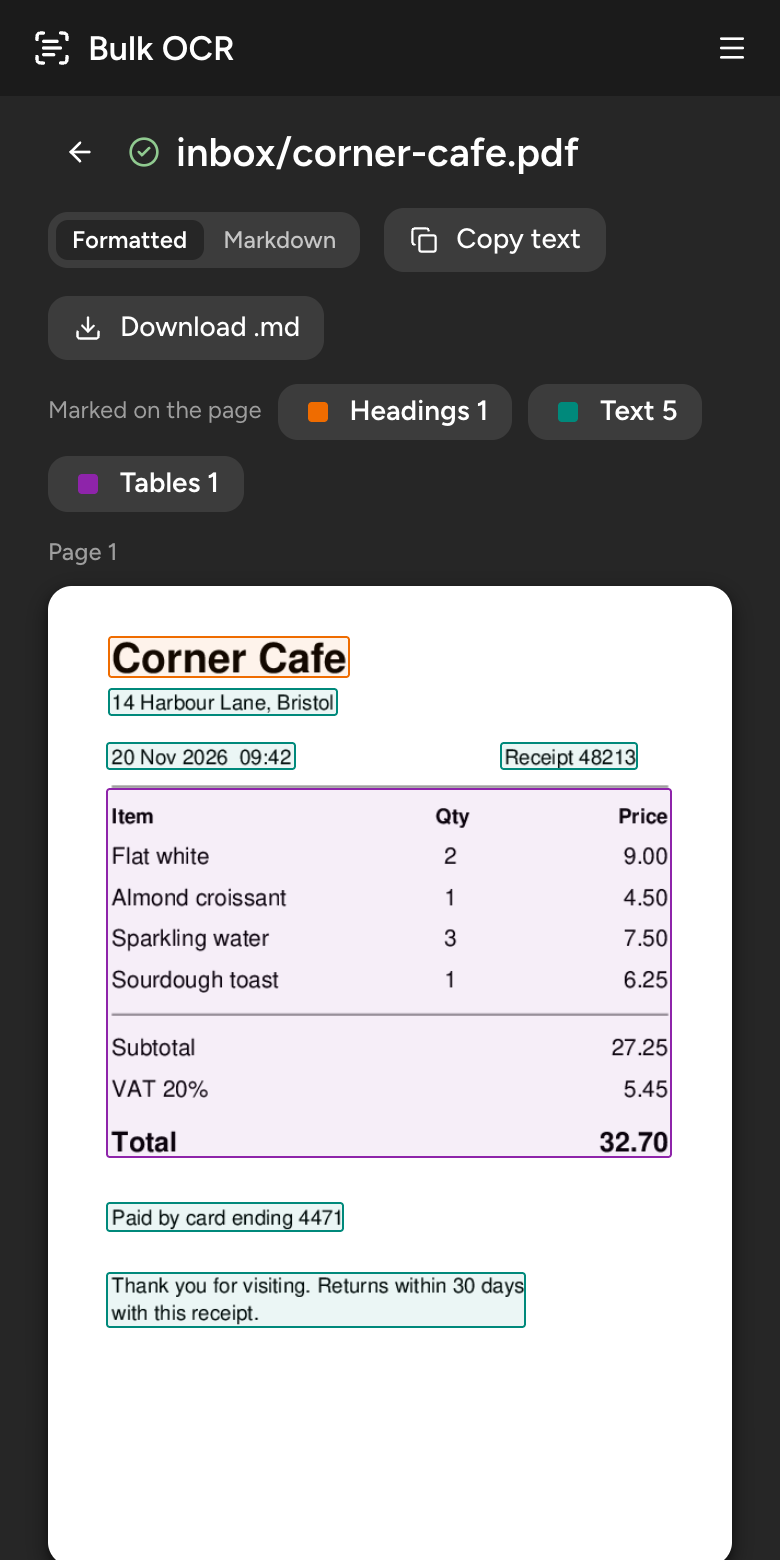 Bulk OCR
inbox/corner-cafe.pdf
Formatted Markdown Copy text
Download .md
Marked on the page Headings 1 Text 5
Tables 1
Page 1
Corner Cafe
14 Harbour Lane, Bristol
20 Nov 2026 09:42 Receipt 48213
Item Qty Price
Flat white 2 9.00
Almond croissant 1 4.50
Sparkling water 3 7.50
Sourdough toast 1 6.25
Subtotal 27.25
VAT 20% 5.45
Total 32.70
Paid by card ending 4471
Thank you for visiting. Returns within 30 days
with this receipt.